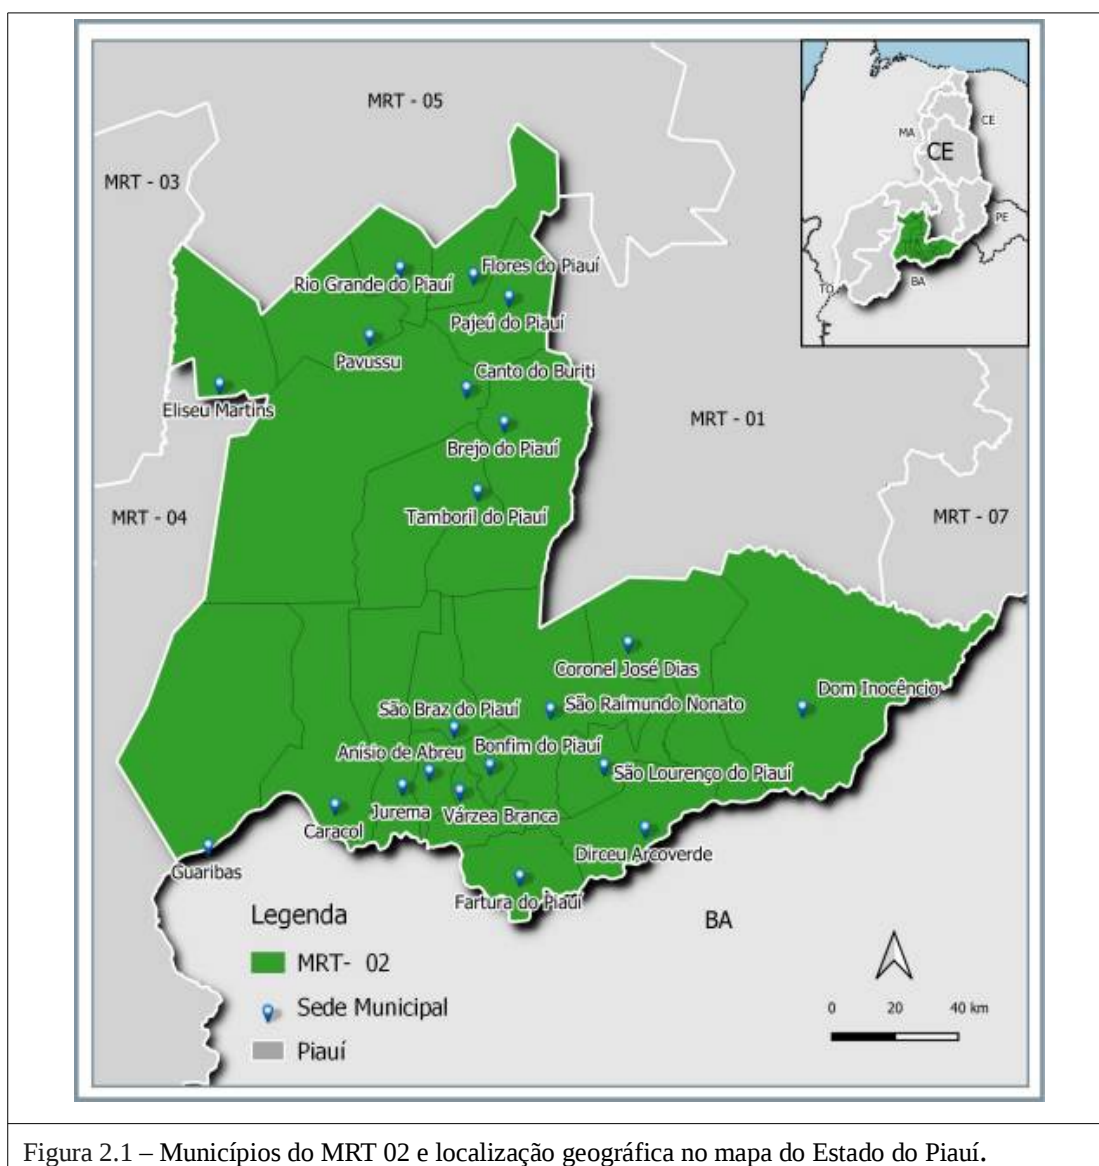 MRT - 05
MA
CE
CE
MRT - 03
PE
TO
BA
Flores do Piauí
Rio Grande do Piauí
Pajeú do Piauí
Pavussu
Canto do Buriti
Eliseu Martins
MRT - 01
Brejo do Piauí
Tamboril do Piauí
MRT - 04
MRT - 07
Coronel José Dias
Dom Inocêncio
São Braz do Piauí
São Raimundo Nonato
Anísio de Abreu
Bonfim do Piauí
São Lourenço do Piauí
Jurema
Várzea Branca
Caracol
Dirceu Arcoverde
Guaribas
Fartura do Piauí
BA
Legenda
MRT- 02
Sede Municipal
Piauí
0 20 40 km
Figura 2.1 – Municípios do MRT 02 e localização geográfica no mapa do Estado do Piauí.